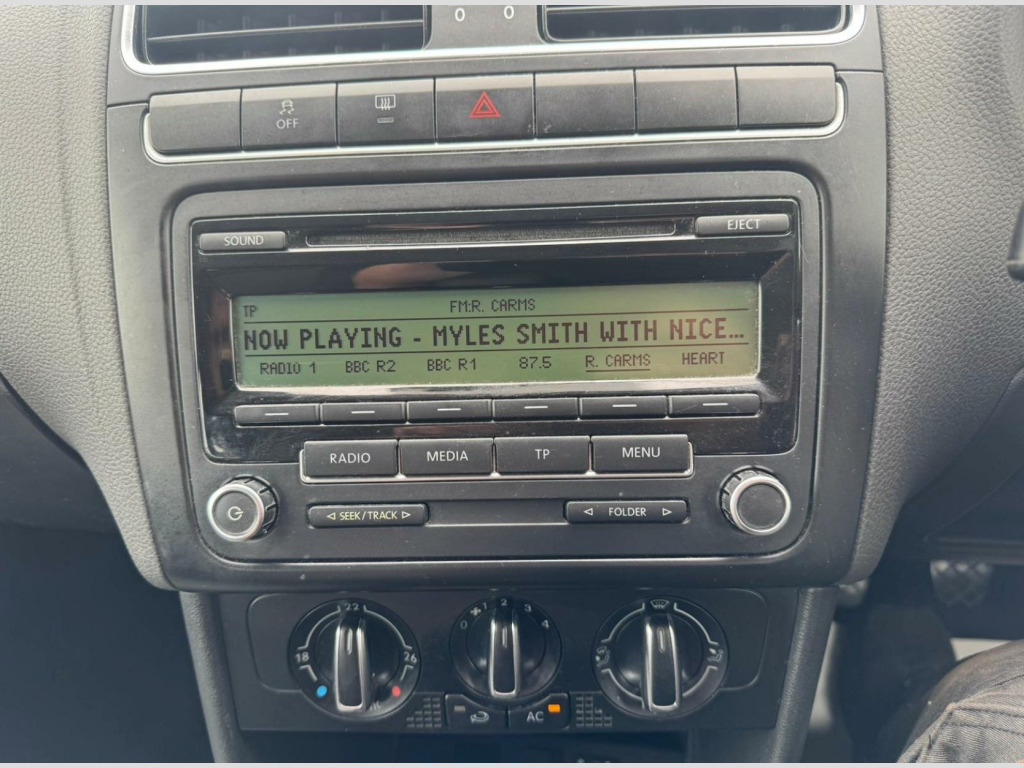 0 0
OFF
SOUND EJECT
TP FM:R. CARMS
NOW PLAYING - MYLES SMITH WITH NICE...
RADIO 1 BBC R2 BBC R1 87.5 R. CARMS HEART
RADIO MEDIA TP MENU
SEEK/TRACK FOLDER
22
18 26
0 1 2 3 4
AC